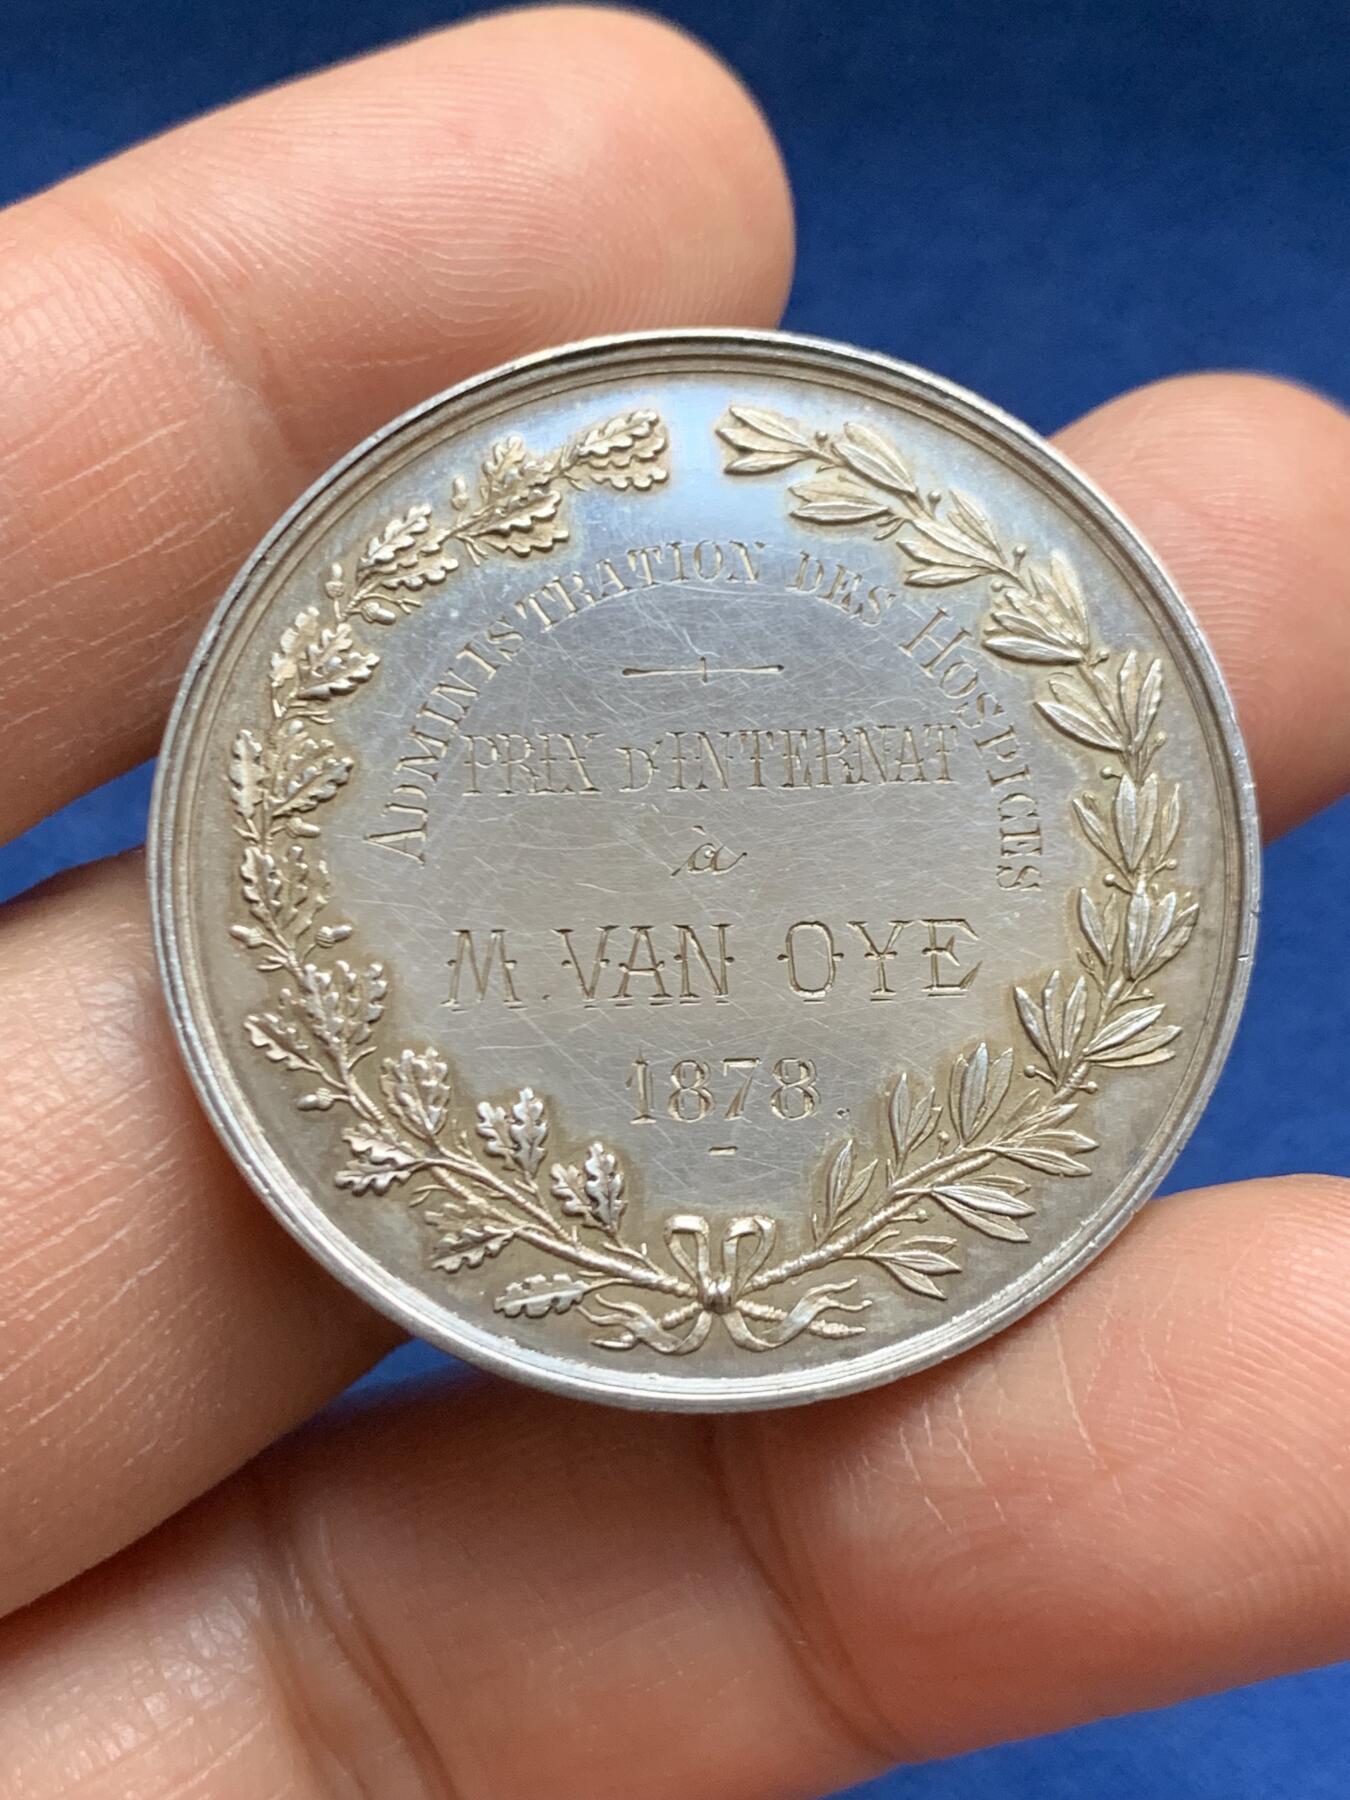 ADMINISTRATION DES HOSPICES
PRIX D'INTERNAT
à
M. VAN OYE
1878.